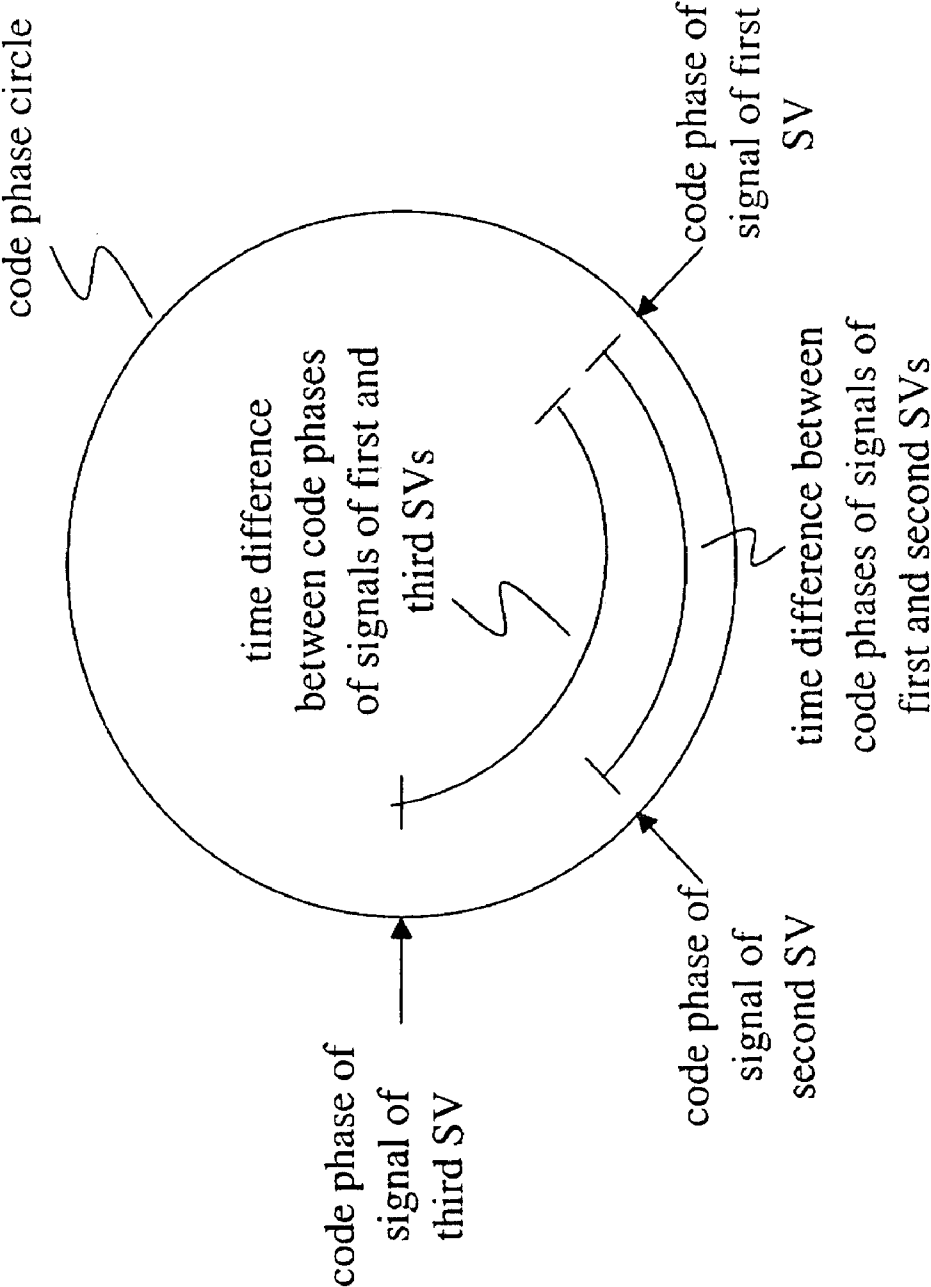 code phase circle
time difference
between code phases
of signals of first and
third SVs
code phase of
signal of
third SV
code phase of
signal of
second SV
time difference between
code phases of signals of
first and second SVs
code phase of
signal of first
SV